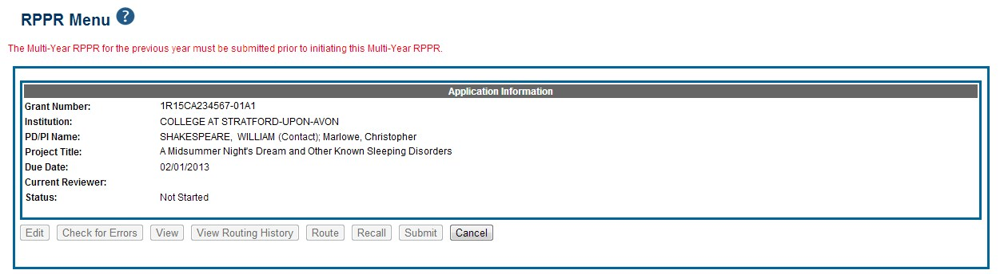 RPPR Menu ?
The Multi-Year RPPR for the previous year must be submitted prior to initiating this Multi-Year RPPR.
Application Information
Grant Number: 1R15CA234567-01A1
Institution: COLLEGE AT STRATFORD-UPON-AVON
PD/PI Name: SHAKESPEARE, WILLIAM (Contact); Marlowe, Christopher
Project Title: A Midsummer Night's Dream and Other Known Sleeping Disorders
Due Date: 02/01/2013
Current Reviewer:
Status: Not Started
Edit Check for Errors View View Routing History Route Recall Submit Cancel